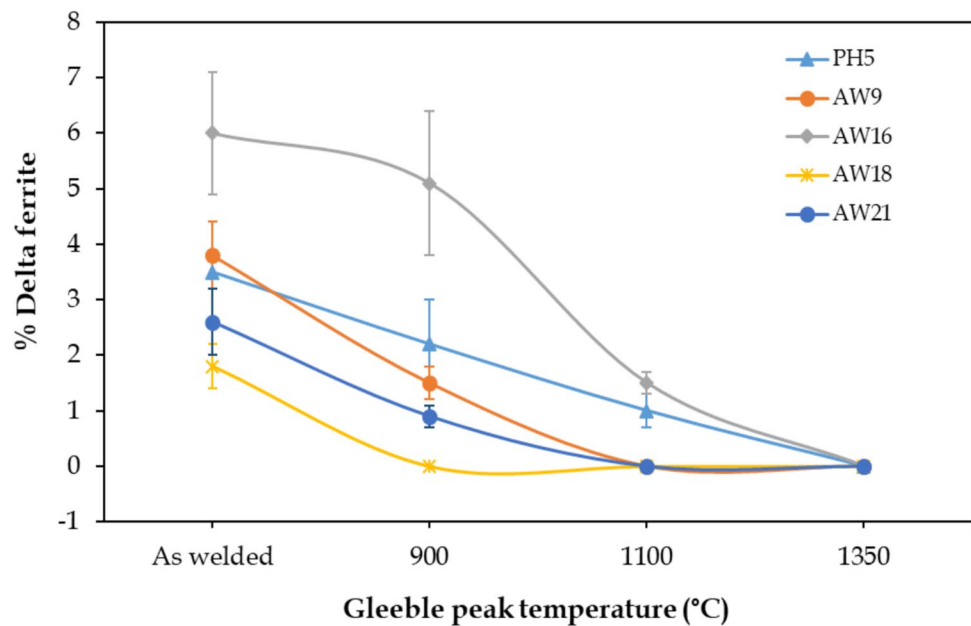 % Delta ferrite
8
7
6
5
4
3
2
1
0
-1
PH5
AW9
AW16
AW18
AW21
As welded
900
1100
1350
Gleeble peak temperature (°C)